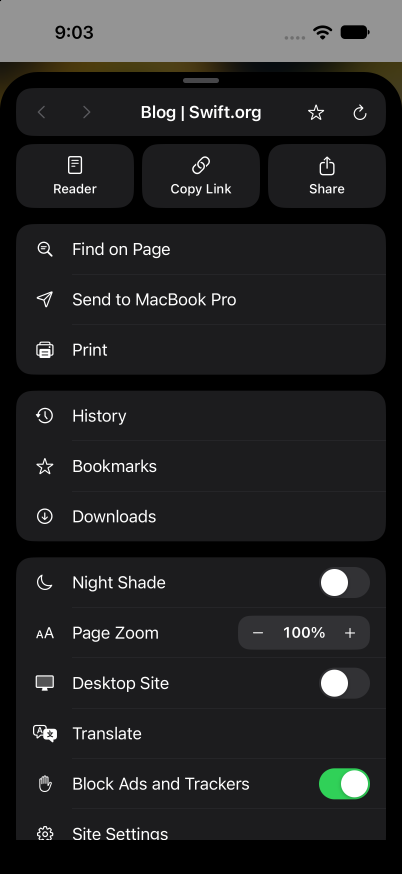 9:03
Blog | Swift.org
Reader
Copy Link
Share
Find on Page
Send to MacBook Pro
Print
History
Bookmarks
Downloads
Night Shade
AA Page Zoom − 100% +
Desktop Site
Translate
Block Ads and Trackers
Site Settings